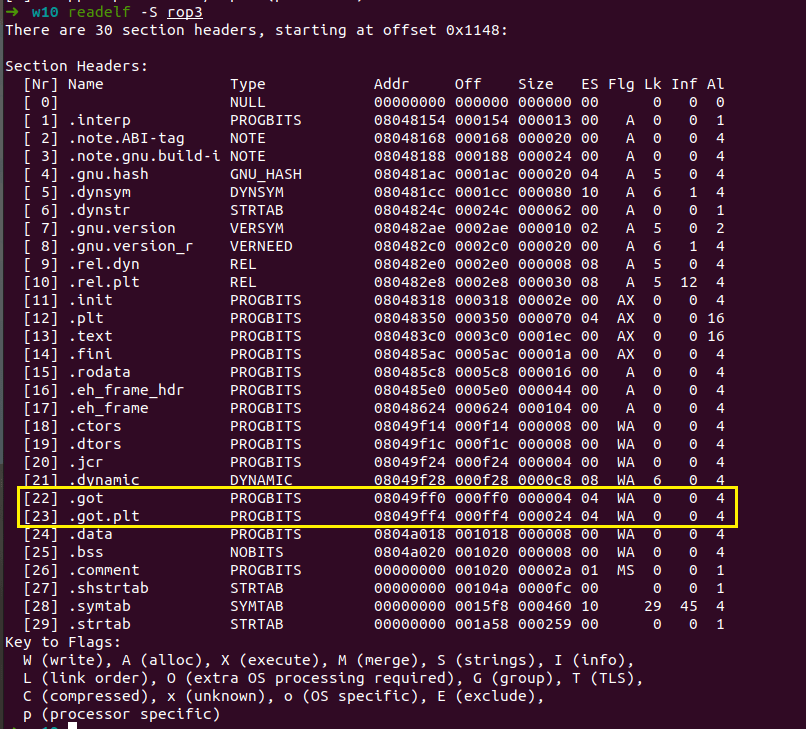 ➜ w10 readelf -S rop3
There are 30 section headers, starting at offset 0x1148:
Section Headers:
[Nr] Name Type Addr Off Size ES Flg Lk Inf Al
[ 0] NULL 00000000 000000 000000 00 0 0 0
[ 1] .interp PROGBITS 08048154 000154 000013 00 A 0 0 1
[ 2] .note.ABI-tag NOTE 08048168 000168 000020 00 A 0 0 4
[ 3] .note.gnu.build-i NOTE 08048188 000188 000024 00 A 0 0 4
[ 4] .gnu.hash GNU_HASH 080481ac 0001ac 000020 04 A 5 0 4
[ 5] .dynsym DYNSYM 080481cc 0001cc 000080 10 A 6 1 4
[ 6] .dynstr STRTAB 0804824c 00024c 000062 00 A 0 0 1
[ 7] .gnu.version VERSYM 080482ae 0002ae 000010 02 A 5 0 2
[ 8] .gnu.version_r VERNEED 080482c0 0002c0 000020 00 A 6 1 4
[ 9] .rel.dyn REL 080482e0 0002e0 000008 08 A 5 0 4
[10] .rel.plt REL 080482e8 0002e8 000030 08 A 5 12 4
[11] .init PROGBITS 08048318 000318 00002e 00 AX 0 0 4
[12] .plt PROGBITS 08048350 000350 000070 04 AX 0 0 16
[13] .text PROGBITS 080483c0 0003c0 0001ec 00 AX 0 0 16
[14] .fini PROGBITS 080485ac 0005ac 00001a 00 AX 0 0 4
[15] .rodata PROGBITS 080485c8 0005c8 000016 00 A 0 0 4
[16] .eh_frame_hdr PROGBITS 080485e0 0005e0 000044 00 A 0 0 4
[17] .eh_frame PROGBITS 08048624 000624 000104 00 A 0 0 4
[18] .ctors PROGBITS 08049f14 000f14 000008 00 WA 0 0 4
[19] .dtors PROGBITS 08049f1c 000f1c 000008 00 WA 0 0 4
[20] .jcr PROGBITS 08049f24 000f24 000004 00 WA 0 0 4
[21] .dynamic DYNAMIC 08049f28 000f28 0000c8 08 WA 6 0 4
[22] .got PROGBITS 08049ff0 000ff0 000004 04 WA 0 0 4
[23] .got.plt PROGBITS 08049ff4 000ff4 000024 04 WA 0 0 4
[24] .data PROGBITS 0804a018 001018 000008 00 WA 0 0 4
[25] .bss NOBITS 0804a020 001020 000008 00 WA 0 0 4
[26] .comment PROGBITS 00000000 001020 00002a 01 MS 0 0 1
[27] .shstrtab STRTAB 00000000 00104a 0000fc 00 0 0 1
[28] .symtab SYMTAB 00000000 0015f8 000460 10 29 45 4
[29] .strtab STRTAB 00000000 001a58 000259 00 0 0 1
Key to Flags:
W (write), A (alloc), X (execute), M (merge), S (strings), I (info),
L (link order), O (extra OS processing required), G (group), T (TLS),
C (compressed), x (unknown), o (OS specific), E (exclude),
p (processor specific)